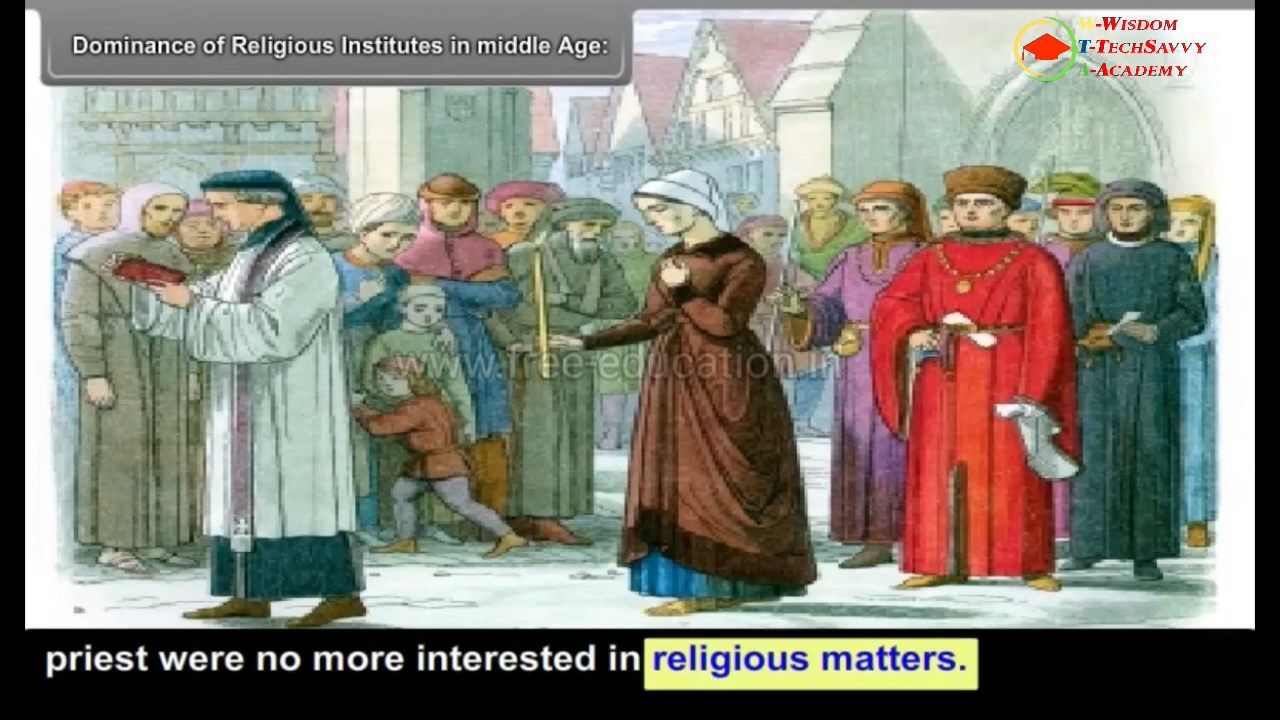 Dominance of Religious Institutes in middle Age:
W-WISDOM
T-TECHSAVVY
A-ACADEMY
www.free-education.in
priest were no more interested in religious matters.